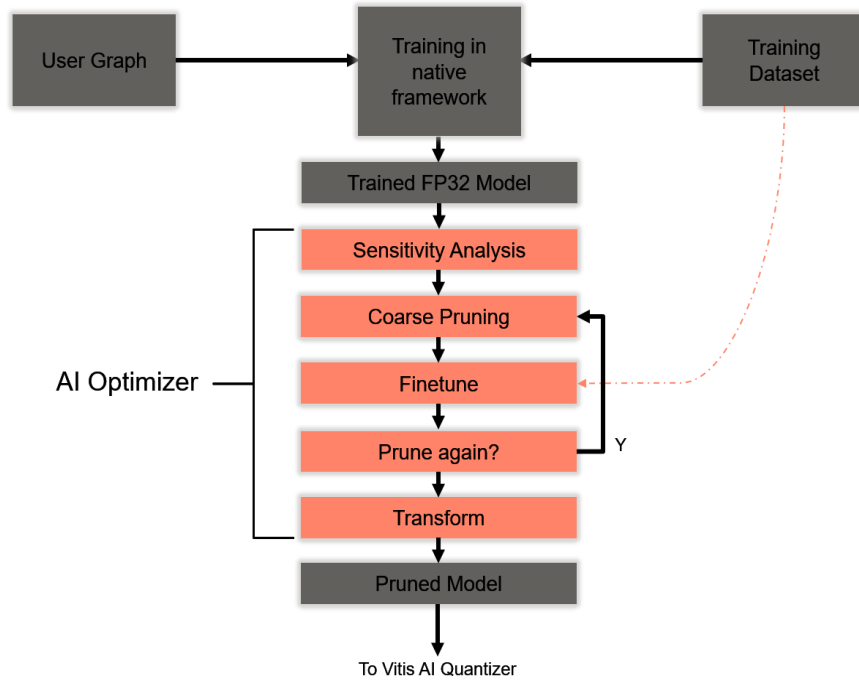 User Graph
Training in
native
framework
Training
Dataset
Trained FP32 Model
Sensitivity Analysis
Coarse Pruning
AI Optimizer
Finetune
Prune again?
Y
Transform
Pruned Model
To Vitis AI Quantizer